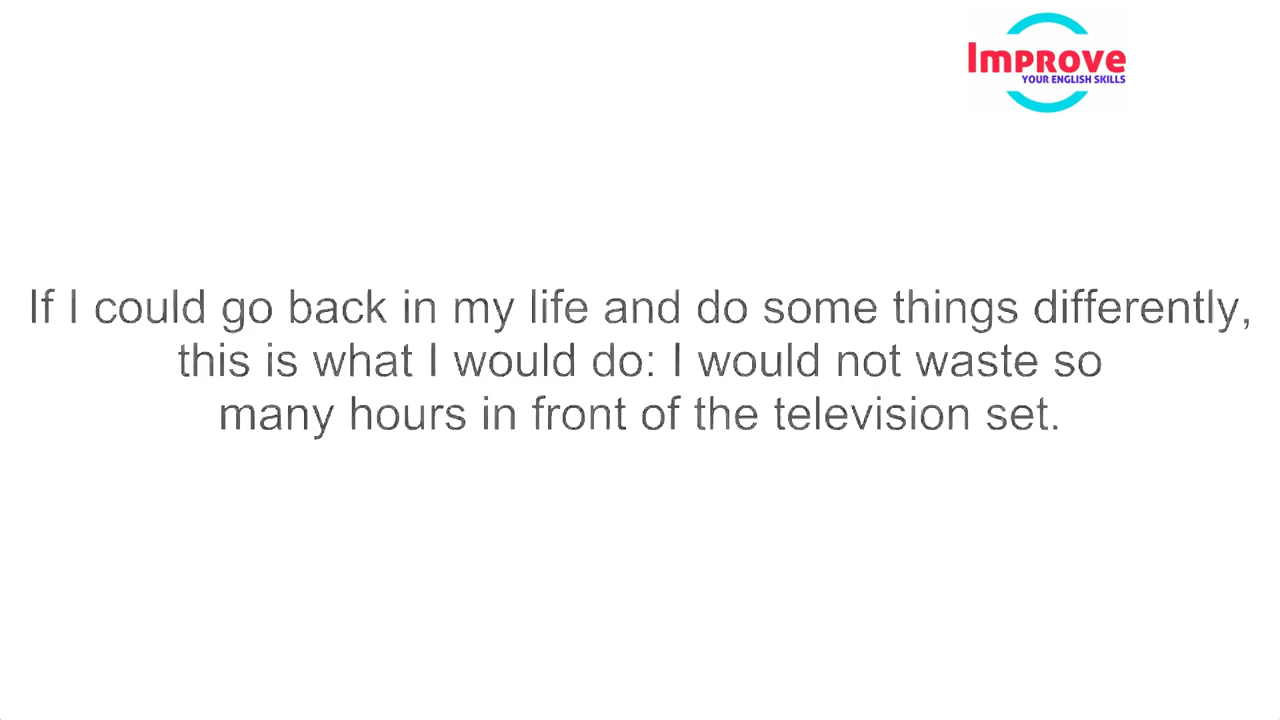 Improve
YOUR ENGLISH SKILLS
If I could go back in my life and do some things differently,
this is what I would do: I would not waste so
many hours in front of the television set.